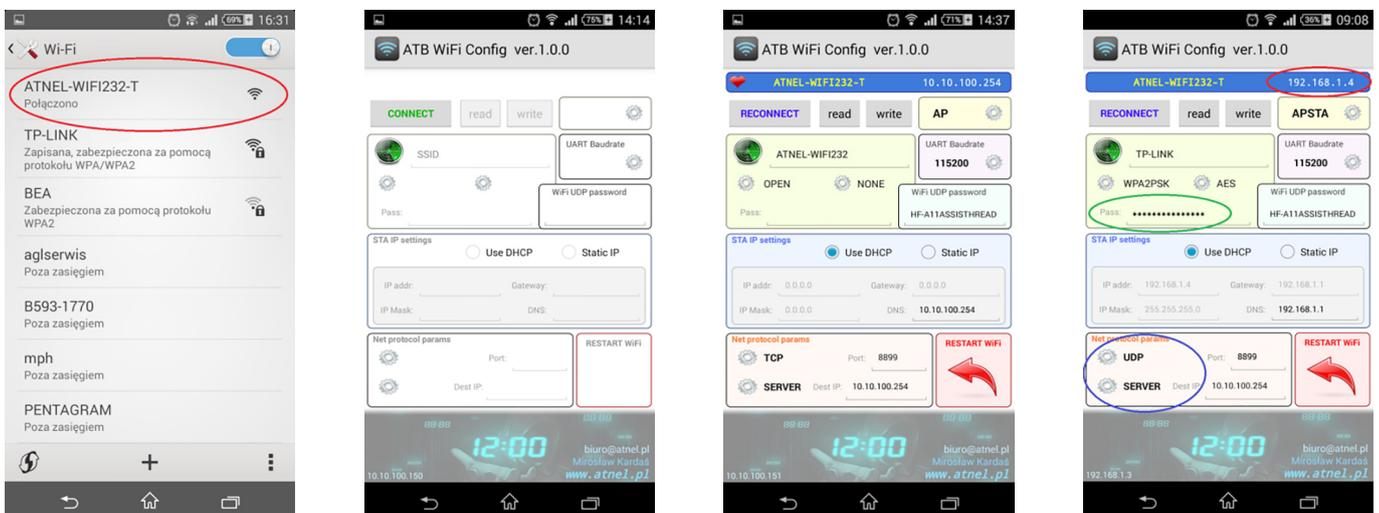 69% 16:31
Wi-Fi
ATNEL-WIFI232-T
Połączono
TP-LINK
Zapisana, zabezpieczona za pomocą
protokołu WPA/WPA2
BEA
Zabezpieczona za pomocą protokołu
WPA2
aglserwis
Poza zasięgiem
B593-1770
Poza zasięgiem
mph
Poza zasięgiem
PENTAGRAM
Poza zasięgiem
75% 14:14
ATB WiFi Config ver.1.0.0
CONNECT read write
UART Baudrate
SSID
WiFi UDP password
Pass:
STA IP settings
Use DHCP Static IP
IP addr: Gateway:
IP Mask: DNS:
Net protocol params RESTART WiFi
Port:
Dest IP:
88:88
12:00
biuro@atnel.pl
Mirosław Kardaś
10.10.100.150 www.atnel.pl
71% 14:37
ATB WiFi Config ver.1.0.0
ATNEL-WIFI232-T 10.10.100.254
RECONNECT read write AP
UART Baudrate
ATNEL-WIFI232 115200
OPEN NONE
WiFi UDP password
Pass: HF-A11ASSISTHREAD
STA IP settings
Use DHCP Static IP
IP addr: 0.0.0.0 Gateway: 0.0.0.0
IP Mask: 0.0.0.0 DNS: 10.10.100.254
Net protocol params RESTART WiFi
TCP Port: 8899
SERVER Dest IP: 10.10.100.254
88:88
12:00
biuro@atnel.pl
Mirosław Kardaś
10.10.100.151 www.atnel.pl
36% 09:08
ATB WiFi Config ver.1.0.0
ATNEL-WIFI232-T 192.168.1.4
RECONNECT read write APSTA
UART Baudrate
TP-LINK 115200
WPA2PSK AES
WiFi UDP password
Pass: ••••••••••••••• HF-A11ASSISTHREAD
STA IP settings
Use DHCP Static IP
IP addr: 192.168.1.4 Gateway: 192.168.1.1
IP Mask: 255.255.255.0 DNS: 192.168.1.1
Net protocol params RESTART WiFi
UDP Port: 8899
SERVER Dest IP: 10.10.100.254
88:88
12:00
biuro@atnel.pl
Mirosław Kardaś
192.168.1.3 www.atnel.pl